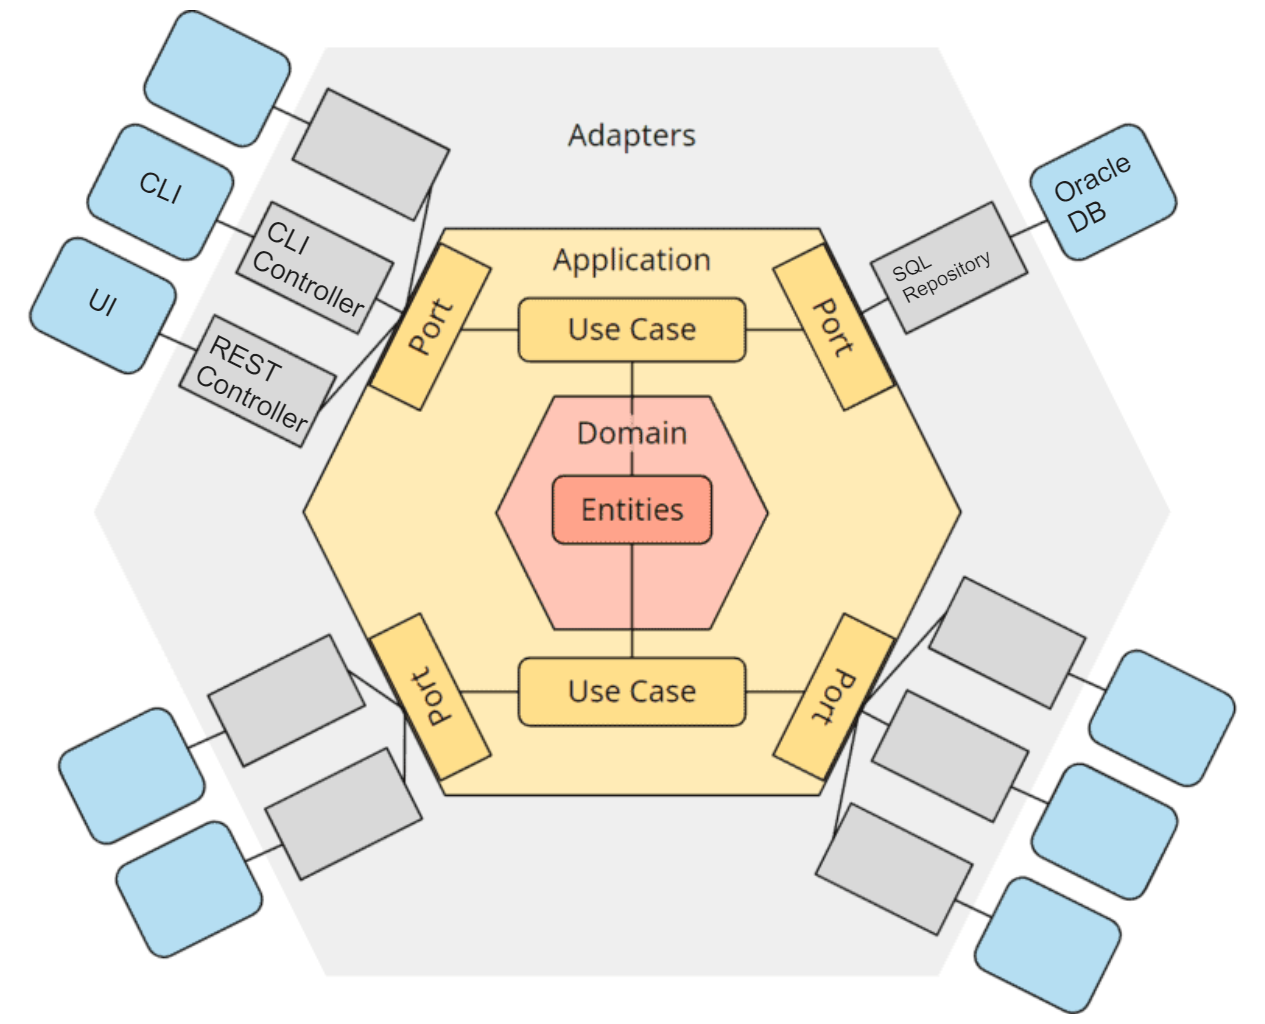 Adapters
CLI
CLI
Controller
UI
REST
Controller
Oracle
DB
SQL
Repository
Application
Port
Use Case
Port
Domain
Entities
Port
Use Case
Port